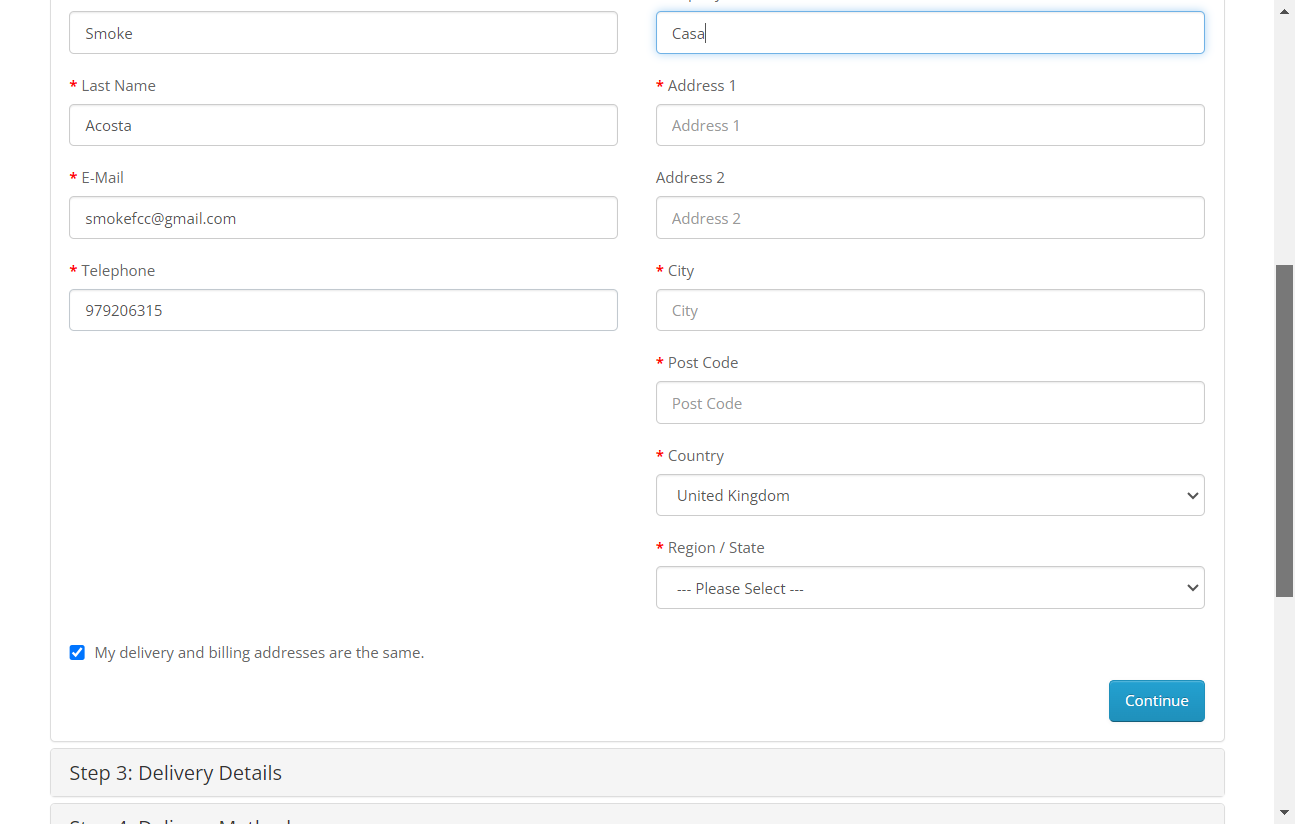 Smoke
Casa
* Last Name
Acosta
* E-Mail
smokefcc@gmail.com
* Telephone
979206315
* Address 1
Address 1
Address 2
Address 2
* City
City
* Post Code
Post Code
* Country
United Kingdom
* Region / State
--- Please Select ---
My delivery and billing addresses are the same.
Continue
Step 3: Delivery Details